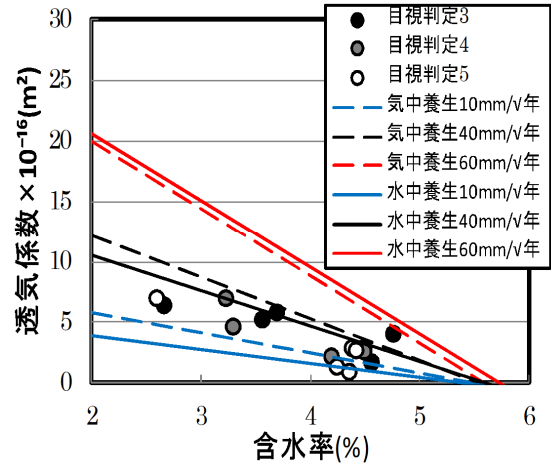 30
25
20
15
10
5
0
2
3
4
5
6
透気係数×10⁻¹⁶(m²)
含水率(%)
目視判定3
目視判定4
目視判定5
気中養生10mm/√年
気中養生40mm/√年
気中養生60mm/√年
水中養生10mm/√年
水中養生40mm/√年
水中養生60mm/√年